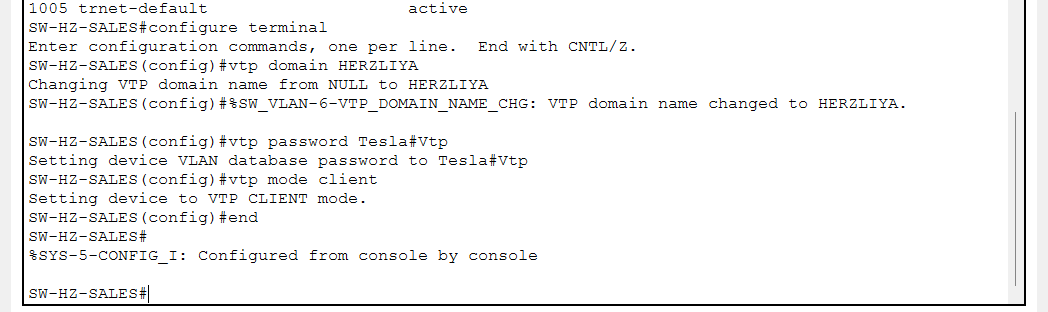 1005 trnet-default                    active
SW-HZ-SALES#configure terminal
Enter configuration commands, one per line.  End with CNTL/Z.
SW-HZ-SALES(config)#vtp domain HERZLIYA
Changing VTP domain name from NULL to HERZLIYA
SW-HZ-SALES(config)#%SW_VLAN-6-VTP_DOMAIN_NAME_CHG: VTP domain name changed to HERZLIYA.
SW-HZ-SALES(config)#vtp password Tesla#Vtp
Setting device VLAN database password to Tesla#Vtp
SW-HZ-SALES(config)#vtp mode client
Setting device to VTP CLIENT mode.
SW-HZ-SALES(config)#end
SW-HZ-SALES#
%SYS-5-CONFIG_I: Configured from console by console
SW-HZ-SALES#